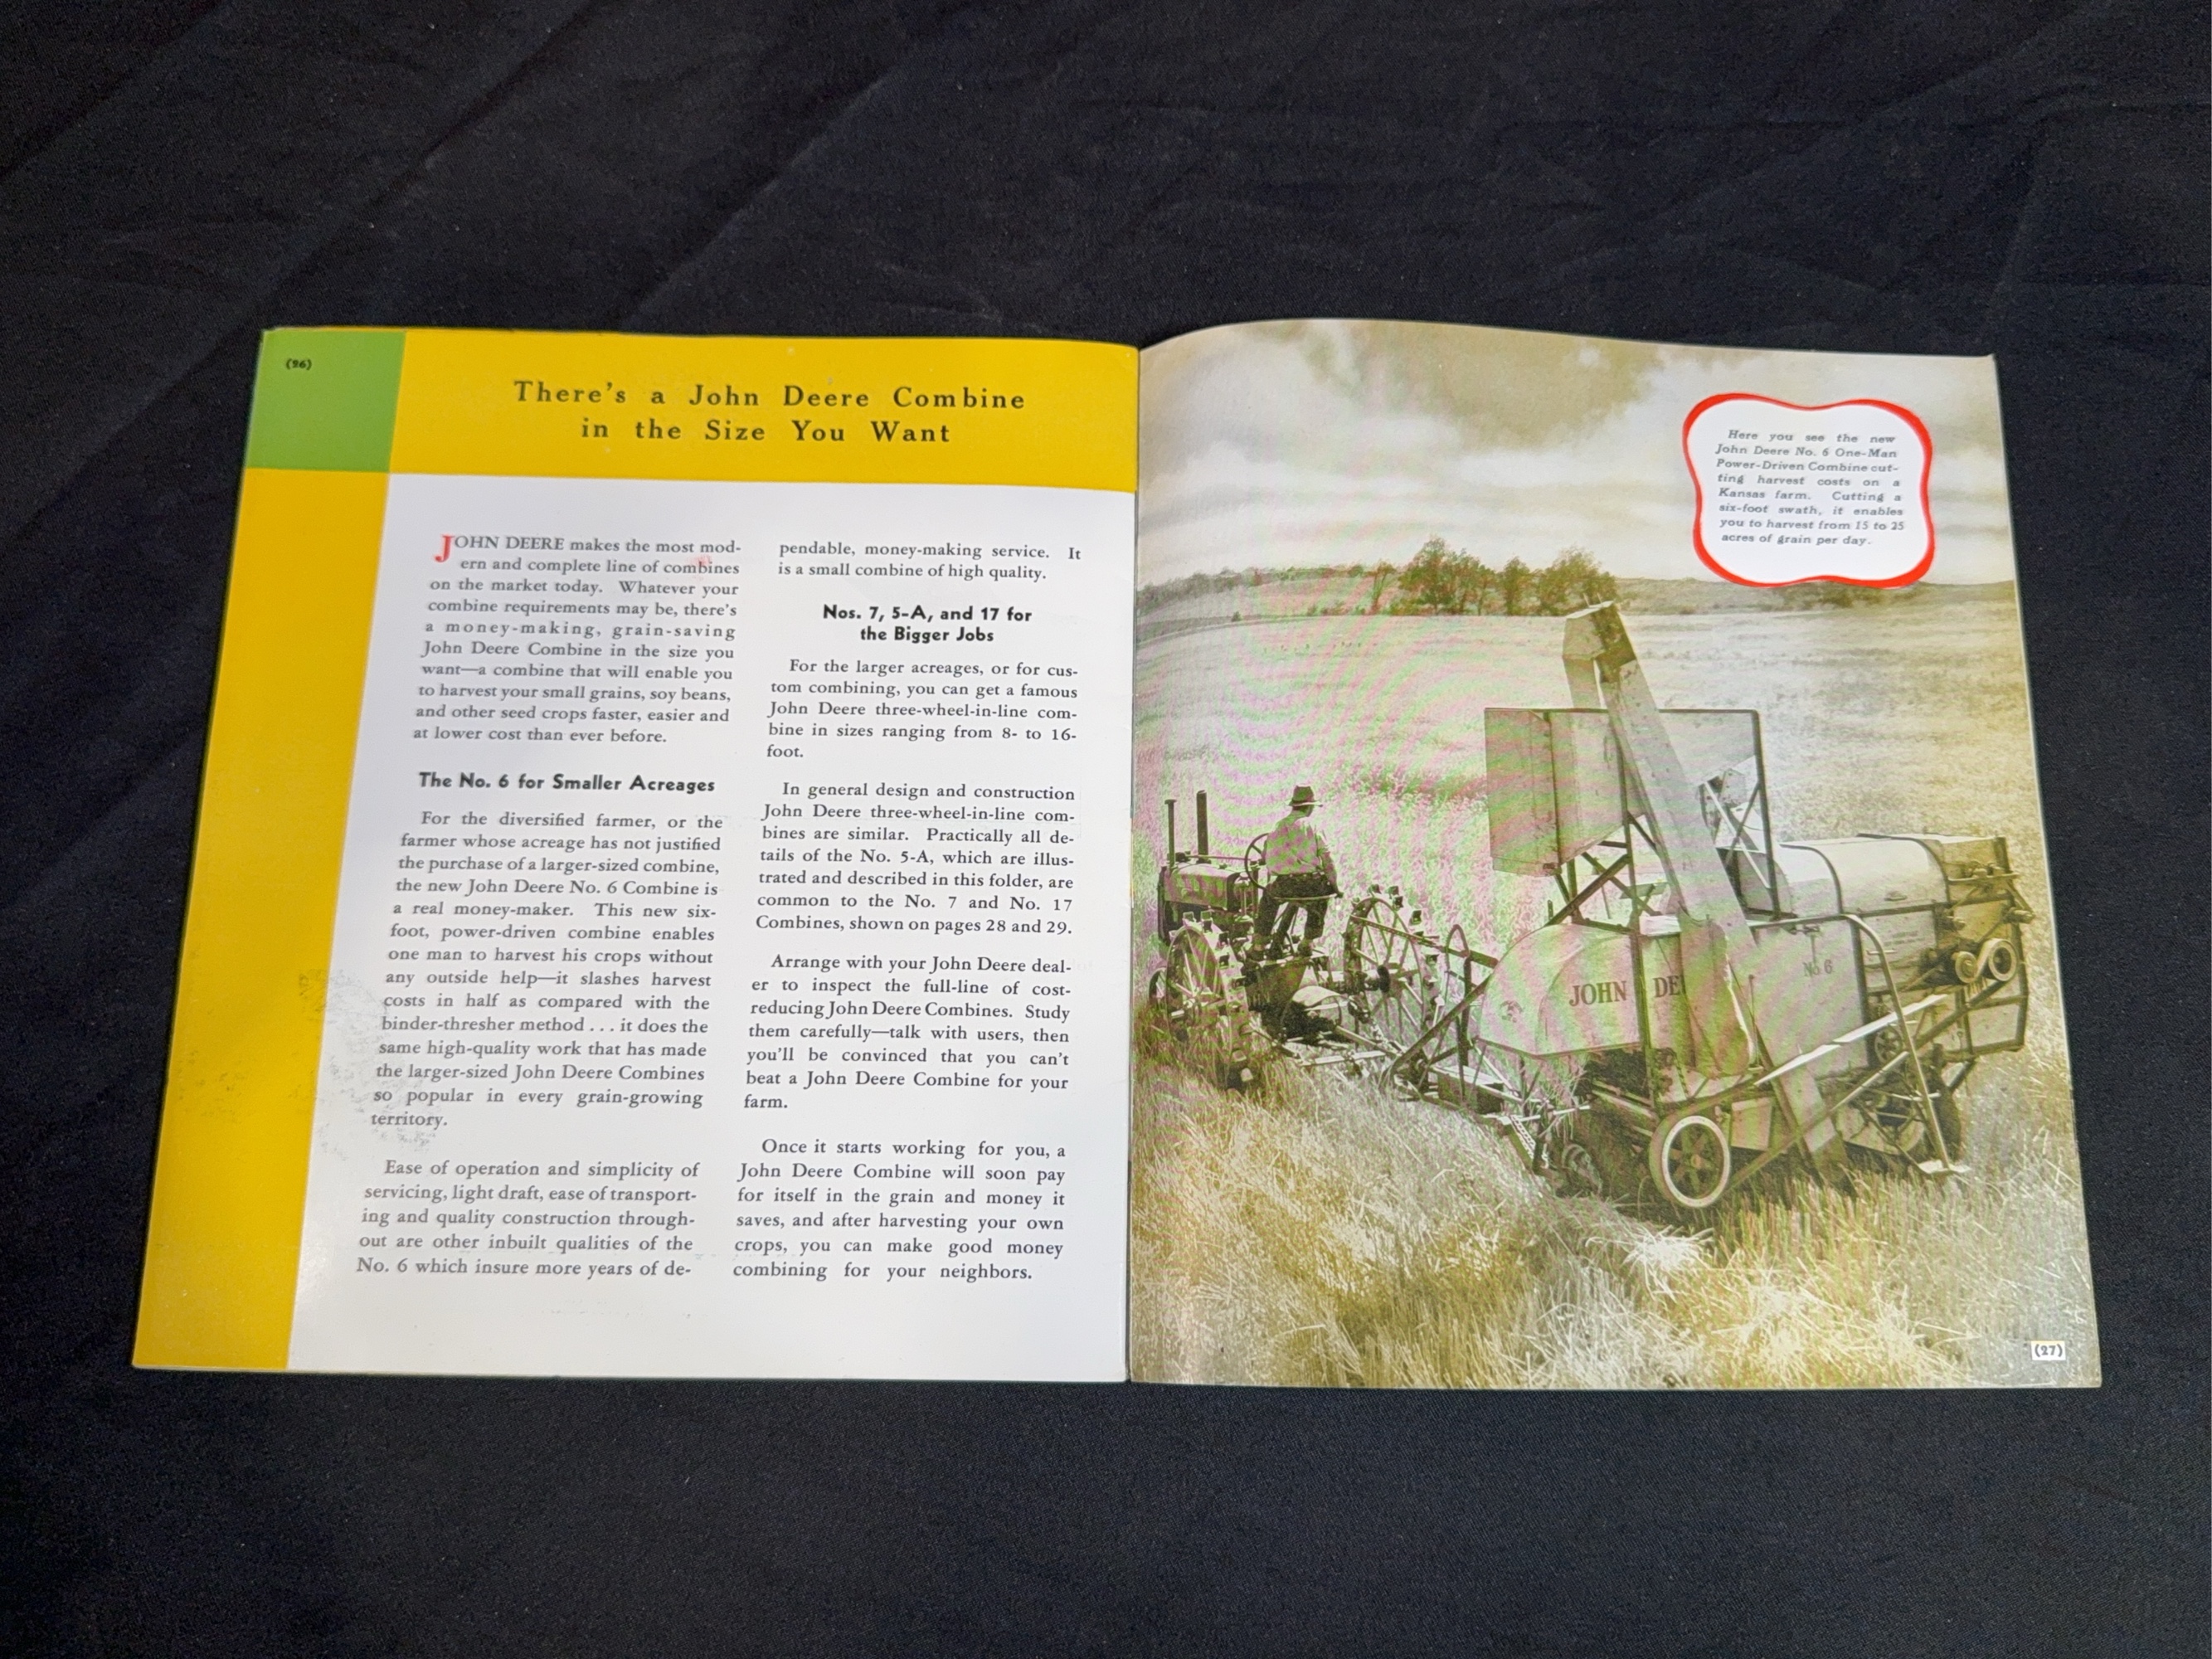 (26)
There's a John Deere Combine
in the Size You Want
JOHN DEERE makes the most mod-
ern and complete line of combines
on the market today. Whatever your
combine requirements may be, there's
a money-making, grain-saving
John Deere Combine in the size you
want—a combine that will enable you
to harvest your small grains, soy beans,
and other seed crops faster, easier and
at lower cost than ever before.
The No. 6 for Smaller Acreages
For the diversified farmer, or the
farmer whose acreage has not justified
the purchase of a larger-sized combine,
the new John Deere No. 6 Combine is
a real money-maker. This new six-
foot, power-driven combine enables
one man to harvest his crops without
any outside help—it slashes harvest
costs in half as compared with the
binder-thresher method . . . it does the
same high-quality work that has made
the larger-sized John Deere Combines
so popular in every grain-growing
territory.
Ease of operation and simplicity of
servicing, light draft, ease of transport-
ing and quality construction through-
out are other inbuilt qualities of the
No. 6 which insure more years of de-
pendable, money-making service. It
is a small combine of high quality.
Nos. 7, 5-A, and 17 for
the Bigger Jobs
For the larger acreages, or for cus-
tom combining, you can get a famous
John Deere three-wheel-in-line com-
bine in sizes ranging from 8- to 16-
foot.
In general design and construction
John Deere three-wheel-in-line com-
bines are similar. Practically all de-
tails of the No. 5-A, which are illus-
trated and described in this folder, are
common to the No. 7 and No. 17
Combines, shown on pages 28 and 29.
Arrange with your John Deere deal-
er to inspect the full-line of cost-
reducing John Deere Combines. Study
them carefully—talk with users, then
you'll be convinced that you can't
beat a John Deere Combine for your
farm.
Once it starts working for you, a
John Deere Combine will soon pay
for itself in the grain and money it
saves, and after harvesting your own
crops, you can make good money
combining for your neighbors.
Here you see the new
John Deere No. 6 One-Man
Power-Driven Combine cut-
ting harvest costs on a
Kansas farm. Cutting a
six-foot swath, it enables
you to harvest from 15 to 25
acres of grain per day.
No 6
JOHN DE
(27)